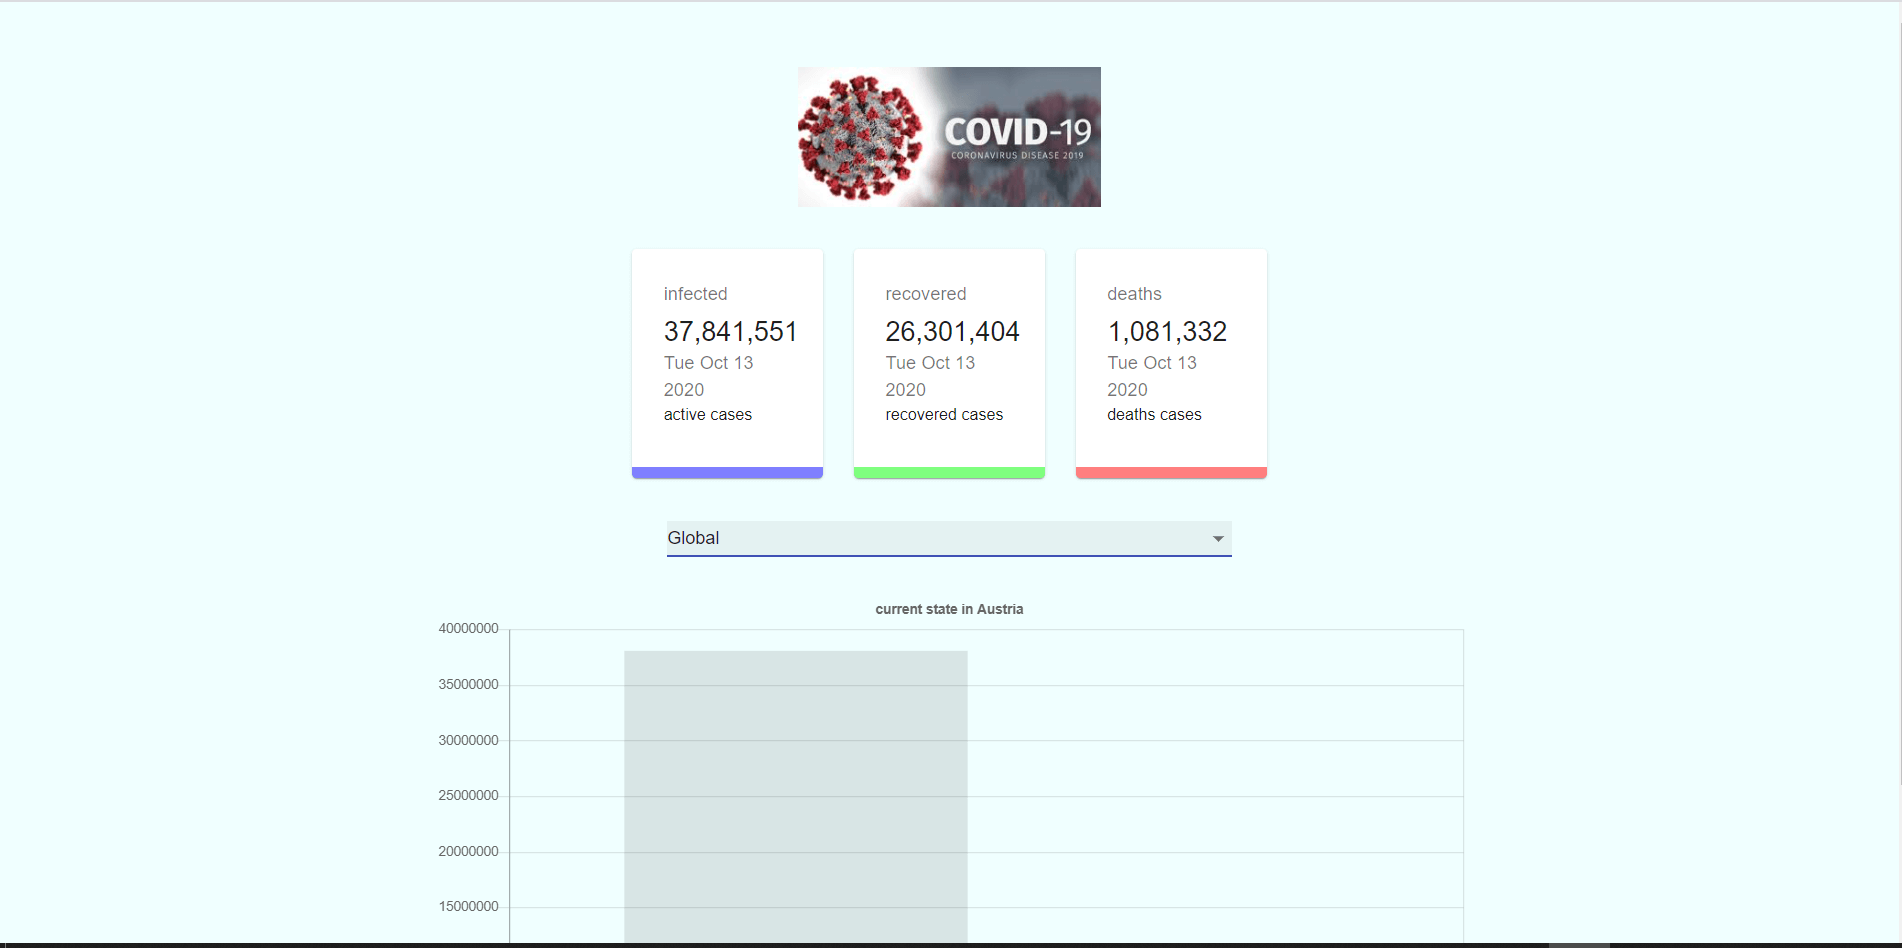 COVID-19
CORONAVIRUS DISEASE 2019
infected
37,841,551
Tue Oct 13
2020
active cases
recovered
26,301,404
Tue Oct 13
2020
recovered cases
deaths
1,081,332
Tue Oct 13
2020
deaths cases
Global
current state in Austria
40000000
35000000
30000000
25000000
20000000
15000000